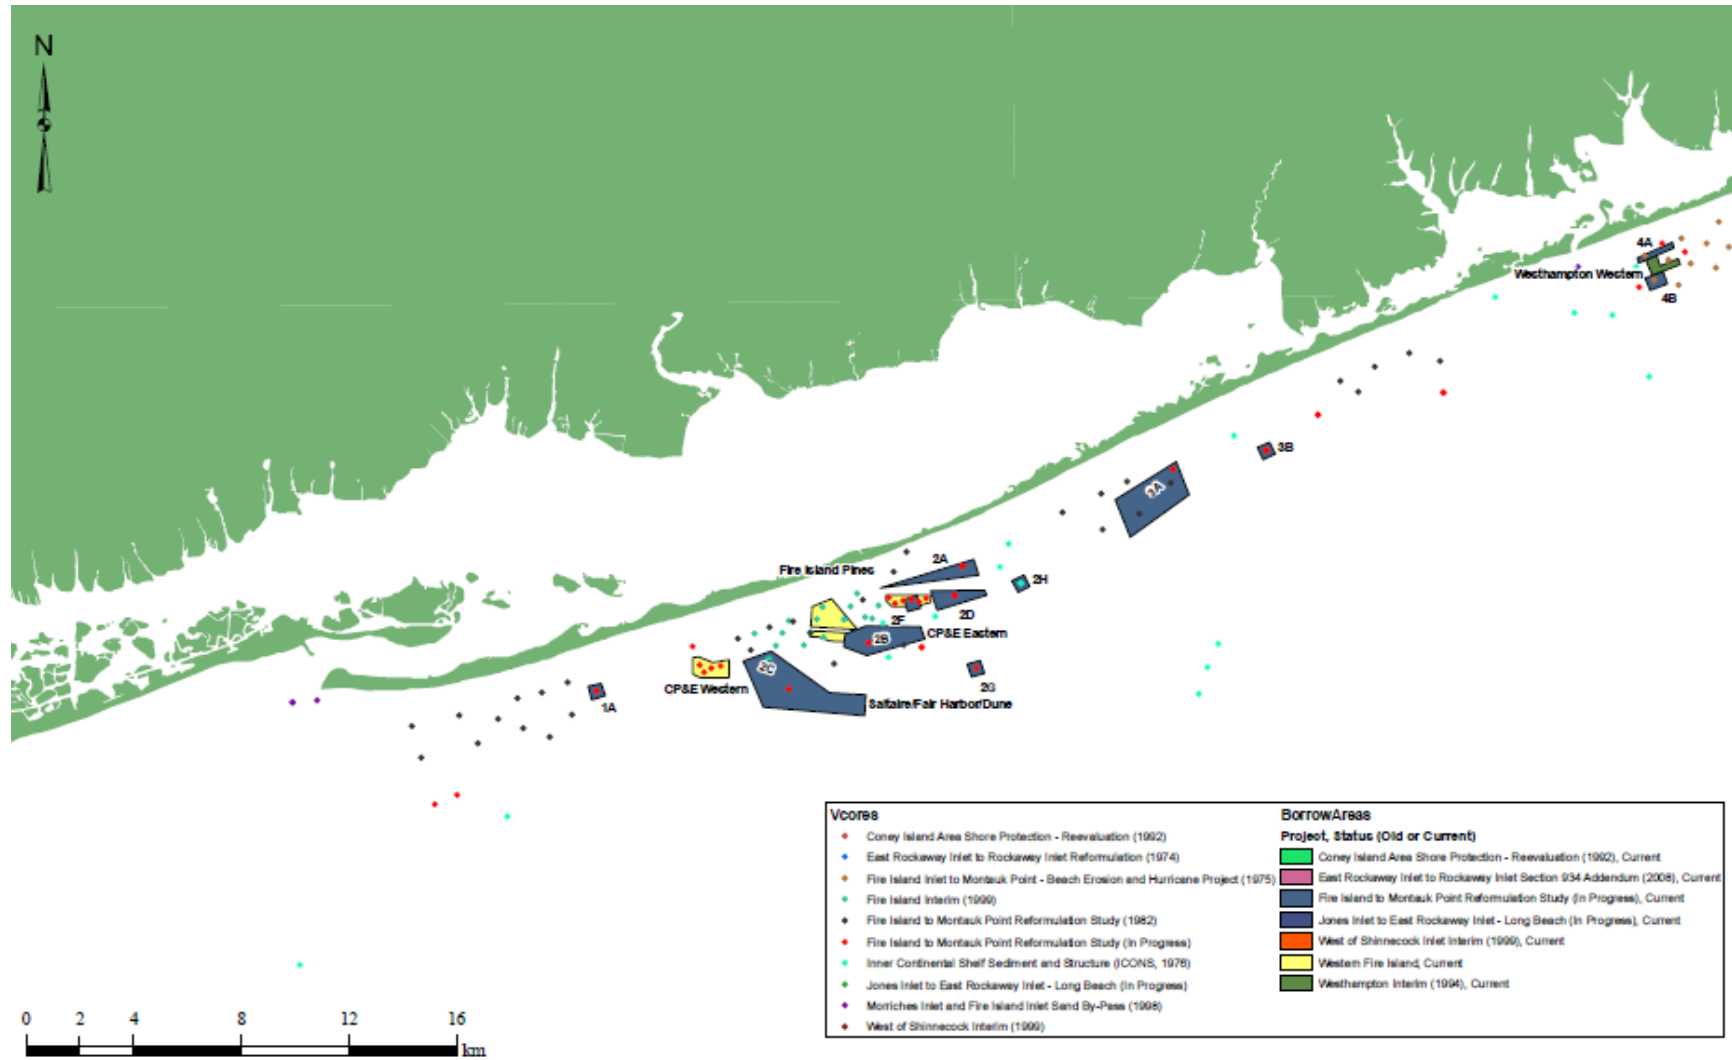 N
4A
Westhampton Western
4B
3B
3A
2A
Fire Island Pines
2H
2F
2D
2B
CP&E Eastern
2C
2G
CP&E Western
1A
Saltaire/Fair Harbor/Dune
Vcores
Coney Island Area Shore Protection - Reevaluation (1992)
East Rockaway Inlet to Rockaway Inlet Reformulation (1974)
Fire Island Inlet to Montauk Point - Beach Erosion and Hurricane Project (1975)
Fire Island Interim (1999)
Fire Island to Montauk Point Reformulation Study (1982)
Fire Island to Montauk Point Reformulation Study (In Progress)
Inner Continental Shelf Sediment and Structure (ICONS, 1976)
Jones Inlet to East Rockaway Inlet - Long Beach (In Progress)
Morriches Inlet and Fire Island Inlet Sand By-Pass (1998)
West of Shinnecock Interim (1999)
BorrowAreas
Project, Status (Old or Current)
Coney Island Area Shore Protection - Reevaluation (1992), Current
East Rockaway Inlet to Rockaway Inlet Section 934 Addendum (2008), Current
Fire Island to Montauk Point Reformulation Study (In Progress), Current
Jones Inlet to East Rockaway Inlet - Long Beach (In Progress), Current
West of Shinnecock Inlet Interim (1999), Current
Western Fire Island, Current
Westhampton Interim (1994), Current
0 2 4 8 12 16
km